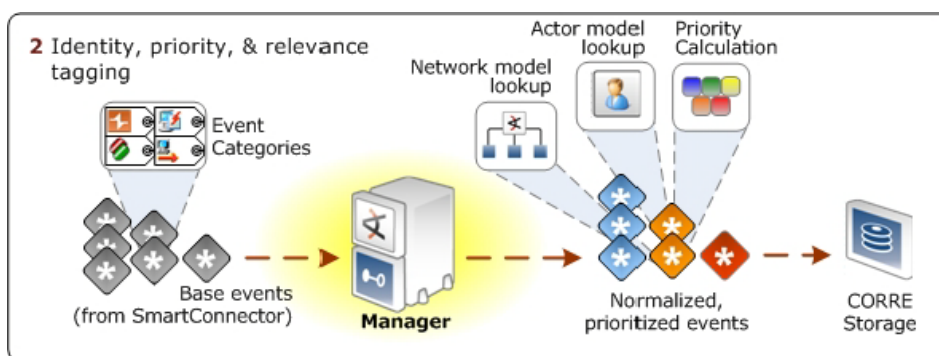 2 Identity, priority, & relevance
tagging
Event
Categories
Network model
lookup
Actor model
lookup
Priority
Calculation
Base events
(from SmartConnector)
Manager
Normalized,
prioritized events
CORRE
Storage